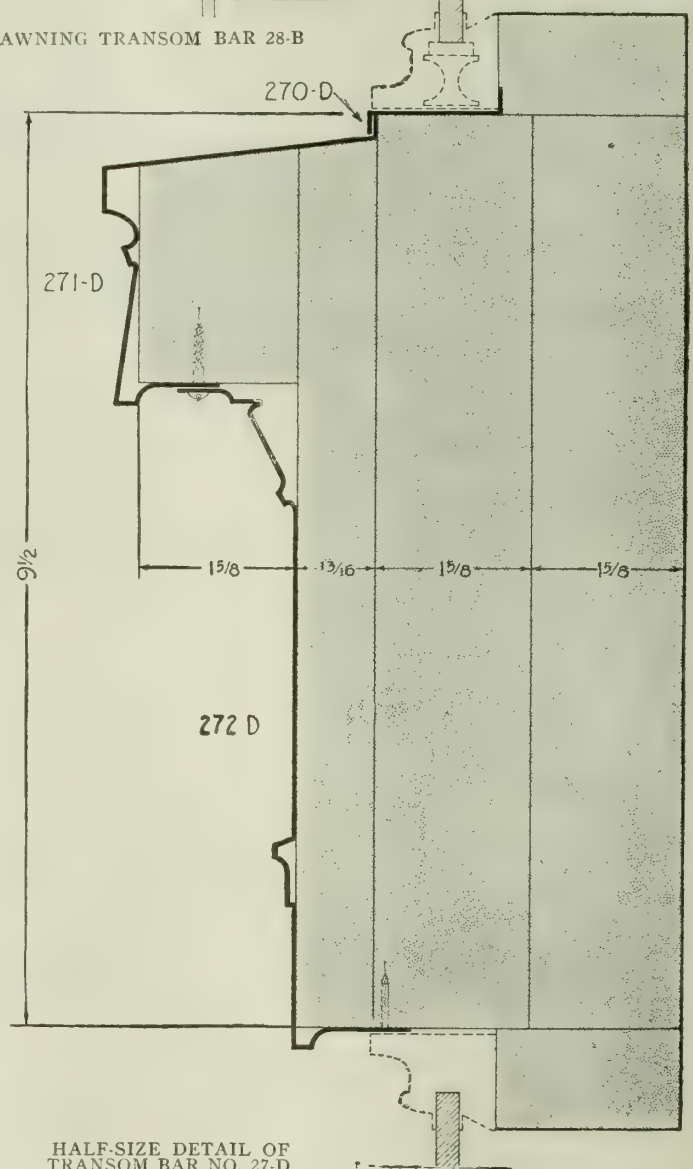 AWNING TRANSOM BAR 28-B
270-D
271-D
9½
1⅝
13/16
1⅝
1⅝
272 D
HALF-SIZE DETAIL OF
TRANSOM BAR NO. 27-D